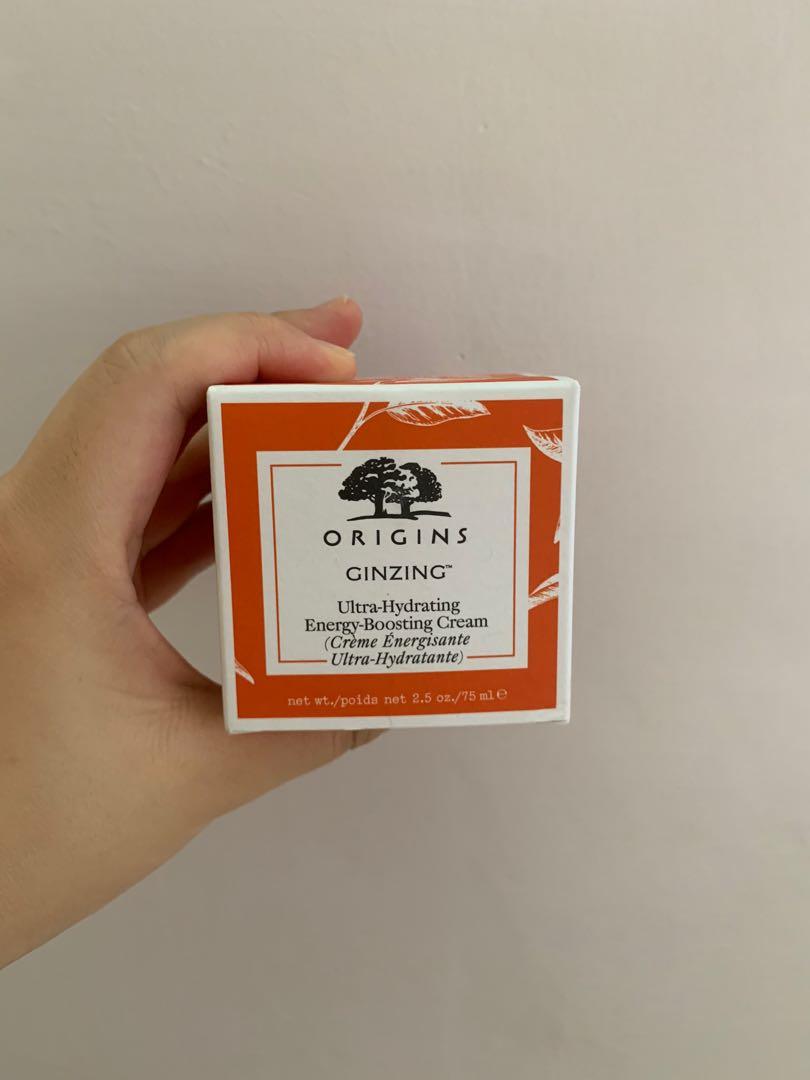 ORIGINS
GINZING™
Ultra-Hydrating
Energy-Boosting Cream
(Crème Énergisante
Ultra-Hydratante)
net wt./poids net 2.5 oz./75 ml ℮